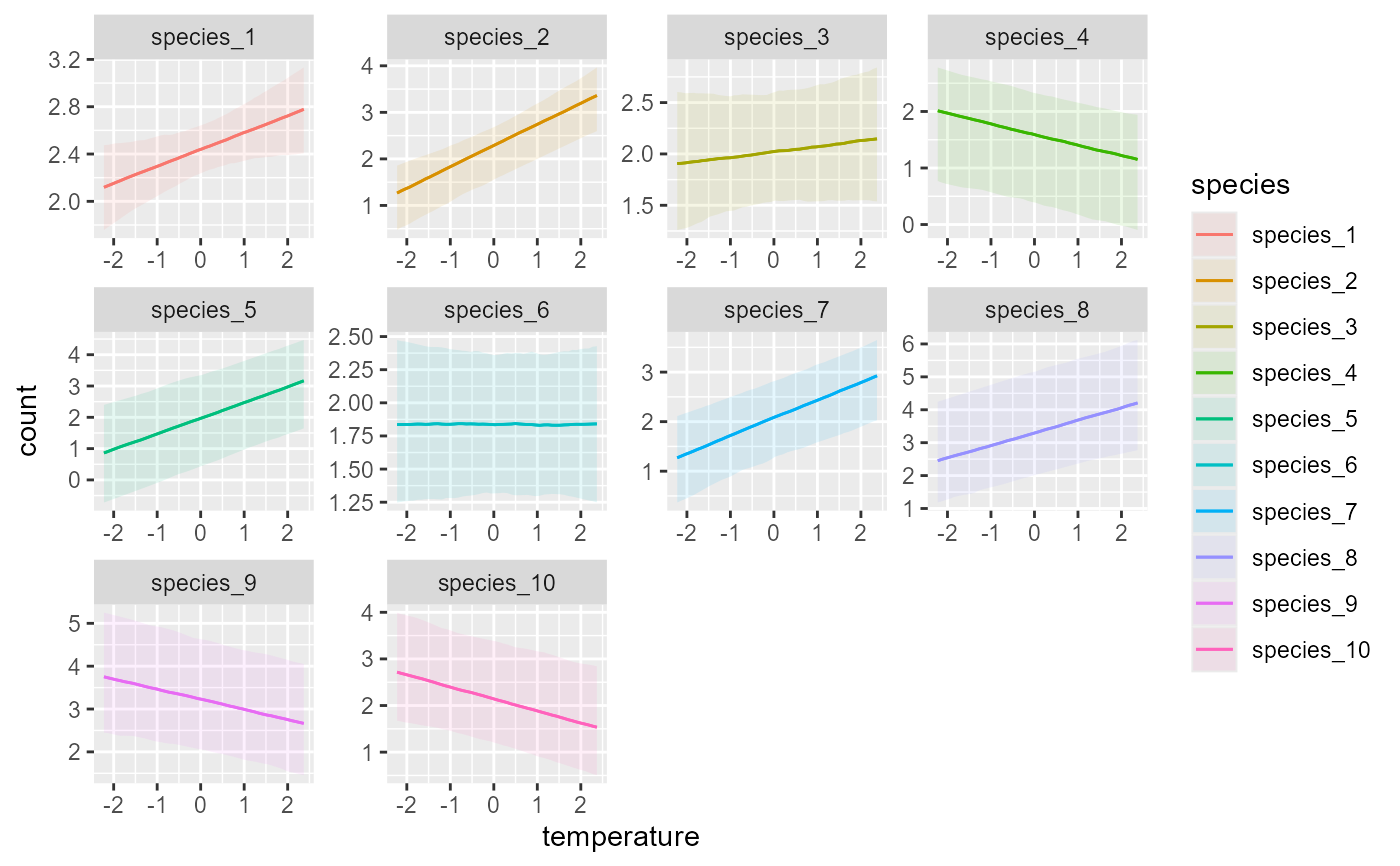 species_1 species_2 species_3 species_4
3.2 2.8 2.4 2.0
4 3 2 1
2.5 2.0 1.5
2 1 0
-2 -1 0 1 2 -2 -1 0 1 2 -2 -1 0 1 2 -2 -1 0 1 2
species_5 species_6 species_7 species_8
4 3 2 1 0
2.50 2.25 2.00 1.75 1.50 1.25
3 2 1
6 5 4 3 2 1
-2 -1 0 1 2 -2 -1 0 1 2 -2 -1 0 1 2 -2 -1 0 1 2
species_9 species_10
5 4 3 2
4 3 2 1
-2 -1 0 1 2 -2 -1 0 1 2
count
temperature
species
species_1
species_2
species_3
species_4
species_5
species_6
species_7
species_8
species_9
species_10